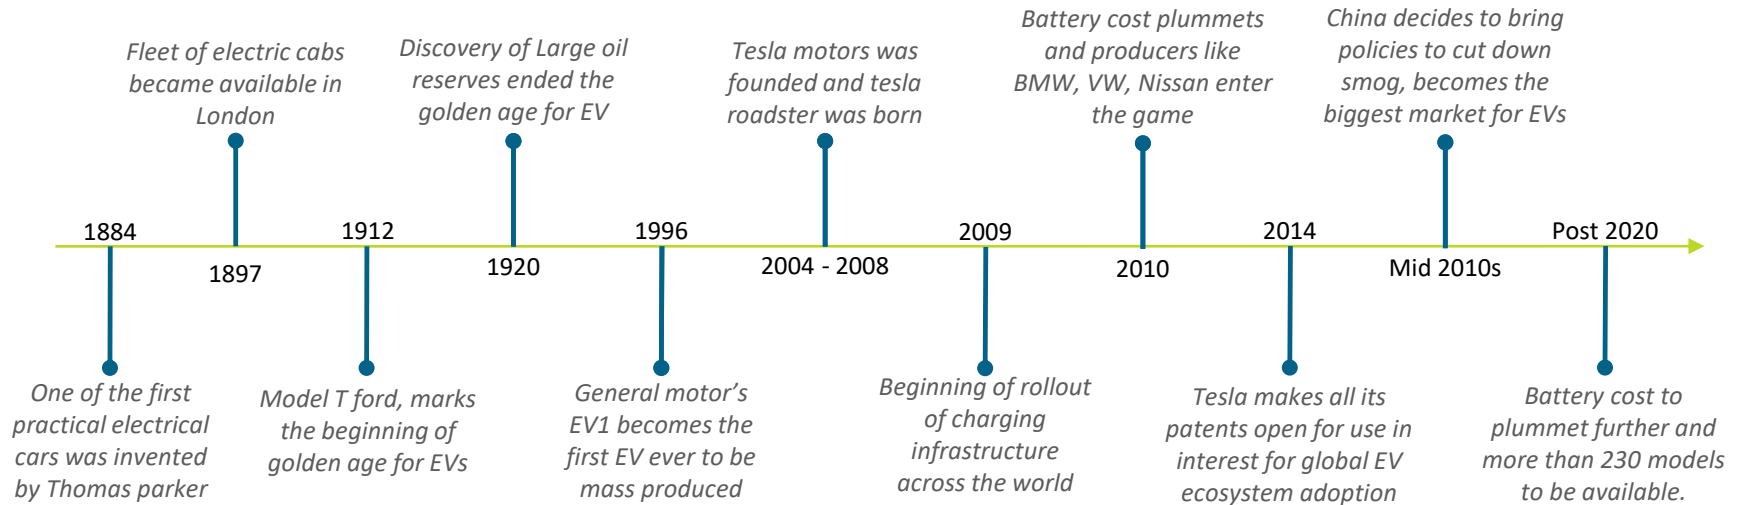 Fleet of electric cabs
became available in
London
Discovery of Large oil
reserves ended the
golden age for EV
Tesla motors was
founded and tesla
roadster was born
Battery cost plummets
and producers like
BMW, VW, Nissan enter
the game
China decides to bring
policies to cut down
smog, becomes the
biggest market for EVs
1884
1897
1912
1920
1996
2004 - 2008
2009
2010
2014
Mid 2010s
Post 2020
One of the first
practical electrical
cars was invented
by Thomas parker
Model T ford, marks
the beginning of
golden age for EVs
General motor’s
EV1 becomes the
first EV ever to be
mass produced
Beginning of rollout
of charging
infrastructure
across the world
Tesla makes all its
patents open for use in
interest for global EV
ecosystem adoption
Battery cost to
plummet further and
more than 230 models
to be available.